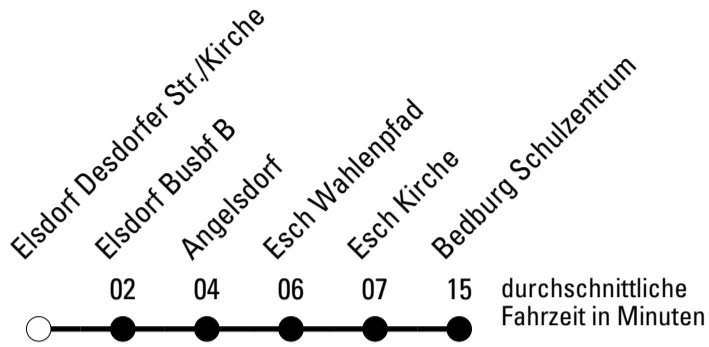 Elsdorf Desdorfer Str./Kirche
Elsdorf Busbf B
Angelsdorf
Esch Wahlenpfad
Esch Kirche
Bedburg Schulzentrum
02 04 06 07 15
durchschnittliche
Fahrzeit in Minuten